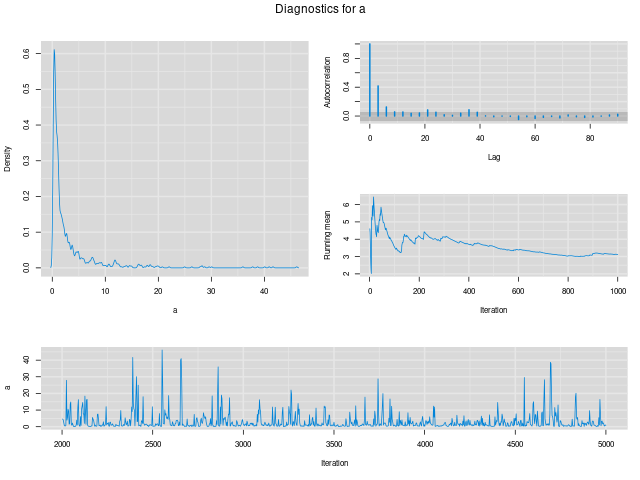 Diagnostics for a
Density
0.0 0.1 0.2 0.3 0.4 0.5 0.6
0 10 20 30 40
a
Autocorrelation
0.0 0.4 0.8
0 20 40 60 80
Lag
Running mean
2 3 4 5 6
0 200 400 600 800 1000
Iteration
a
0 10 20 30 40
2000 2500 3000 3500 4000 4500 5000
Iteration